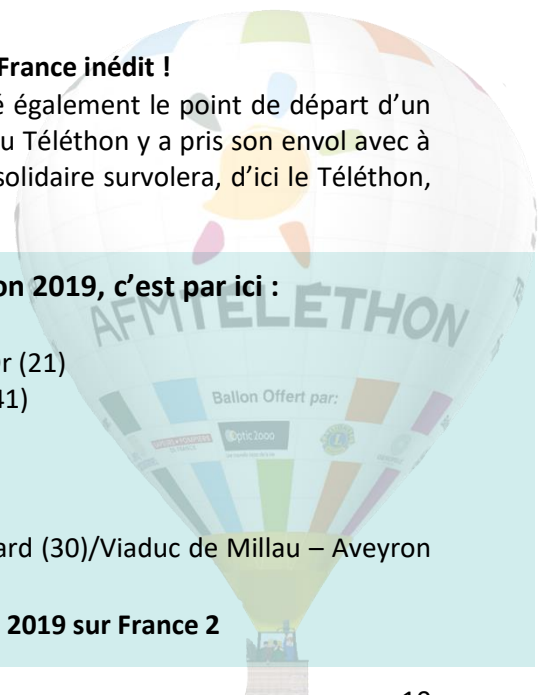 France inédit !
également le point de départ d'un
u Téléthon y a pris son envol avec à
solidaire survolera, d'ici le Téléthon,
on 2019, c'est par ici :
AFMTELETHON
r (21)
41)
Ballon Offert par:
Optic 2000
ard (30)/Viaduc de Millau – Aveyron
2019 sur France 2